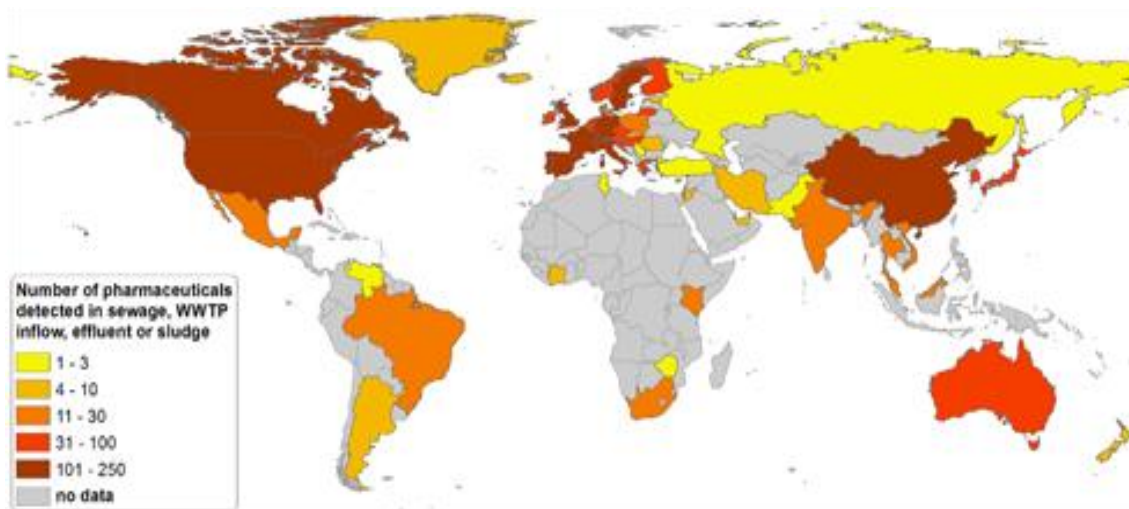 Number of pharmaceuticals
detected in sewage, WWTP
inflow, effluent or sludge
1 - 3
4 - 10
11 - 30
31 - 100
101 - 250
no data